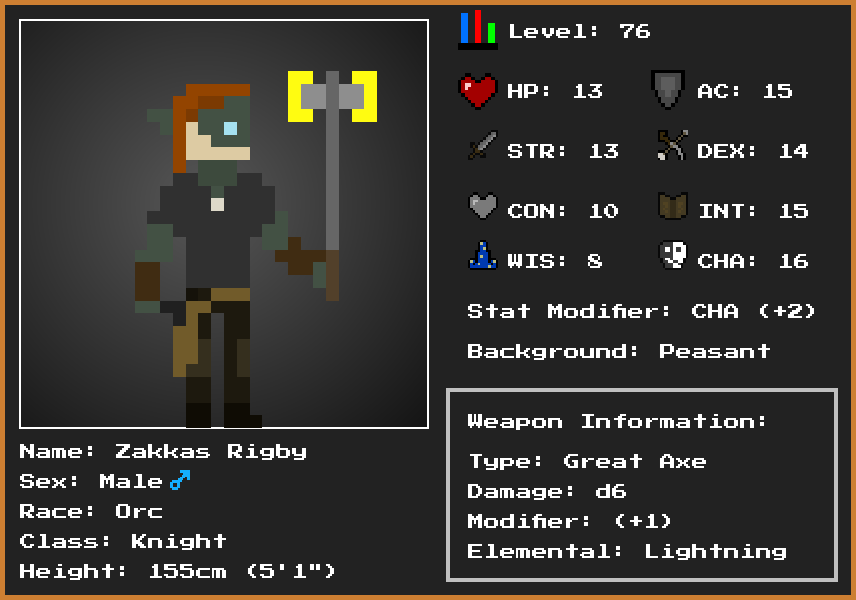 Level: 76
HP: 13 AC: 15
STR: 13 DEX: 14
CON: 10 INT: 15
WIS: 8 CHA: 16
Stat Modifier: CHA (+2)
Background: Peasant
Weapon Information:
Type: Great Axe
Damage: d6
Modifier: (+1)
Elemental: Lightning
Name: Zakkas Rigby
Sex: Male ♂
Race: Orc
Class: Knight
Height: 155cm (5'1")